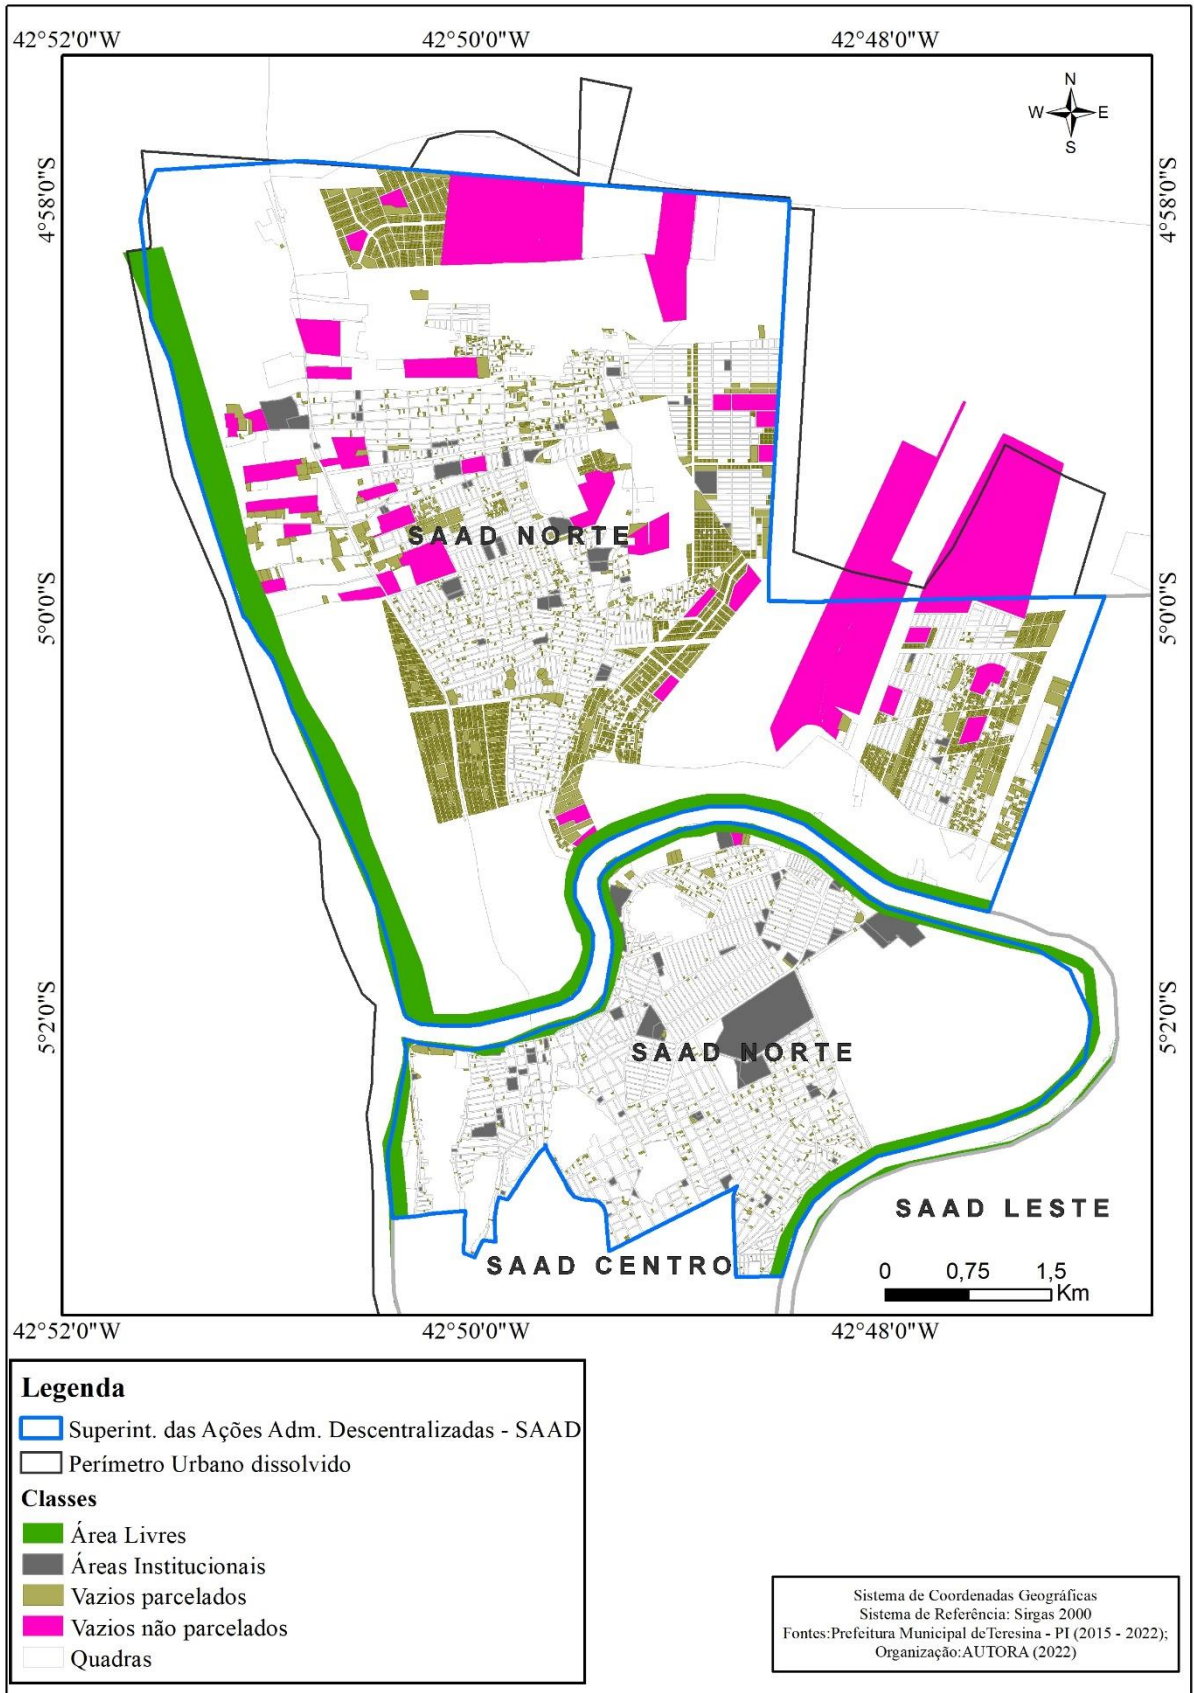 42°52'0"W 42°50'0"W 42°48'0"W
N
W E
S
4°58'0"S 4°58'0"S
SAAD NORTE
5°0'0"S 5°0'0"S
5°2'0"S 5°2'0"S
SAAD NORTE
SAAD LESTE
SAAD CENTRO
0 0,75 1,5
Km
42°52'0"W 42°50'0"W 42°48'0"W
Legenda
Superint. das Ações Adm. Descentralizadas - SAAD
Perímetro Urbano dissolvido
Classes
Área Livres
Áreas Institucionais
Vazios parcelados
Vazios não parcelados
Quadras
Sistema de Coordenadas Geográficas
Sistema de Referência: Sirgas 2000
Fontes:Prefeitura Municipal deTeresina - PI (2015 - 2022);
Organização:AUTORA (2022)